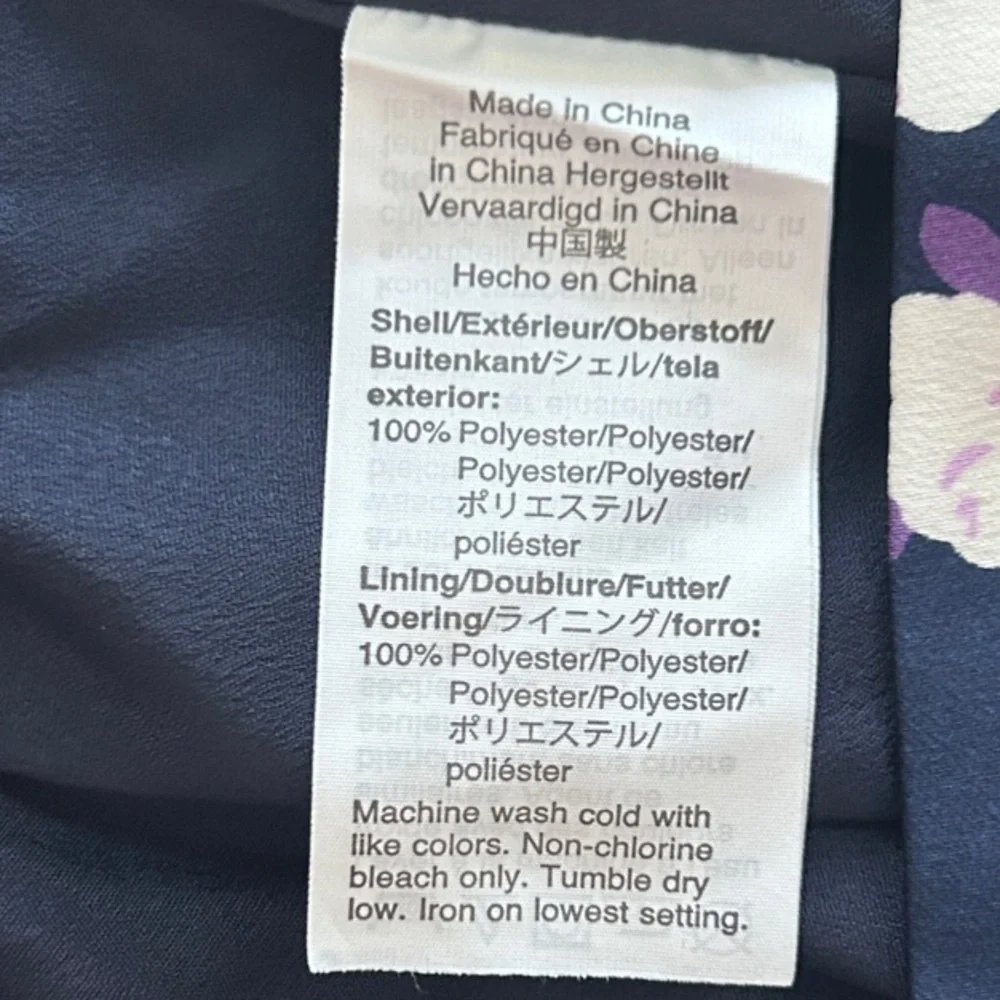 Made in China
Fabriqué en Chine
in China Hergestellt
Vervaardigd in China
中国製
Hecho en China
Shell/Extérieur/Oberstoff/
Buitenkant/シェル/tela
exterior:
100% Polyester/Polyester/
Polyester/Polyester/
ポリエステル/
poliéster
Lining/Doublure/Futter/
Voering/ライニング/forro:
100% Polyester/Polyester/
Polyester/Polyester/
ポリエステル/
poliéster
Machine wash cold with
like colors. Non-chlorine
bleach only. Tumble dry
low. Iron on lowest setting.